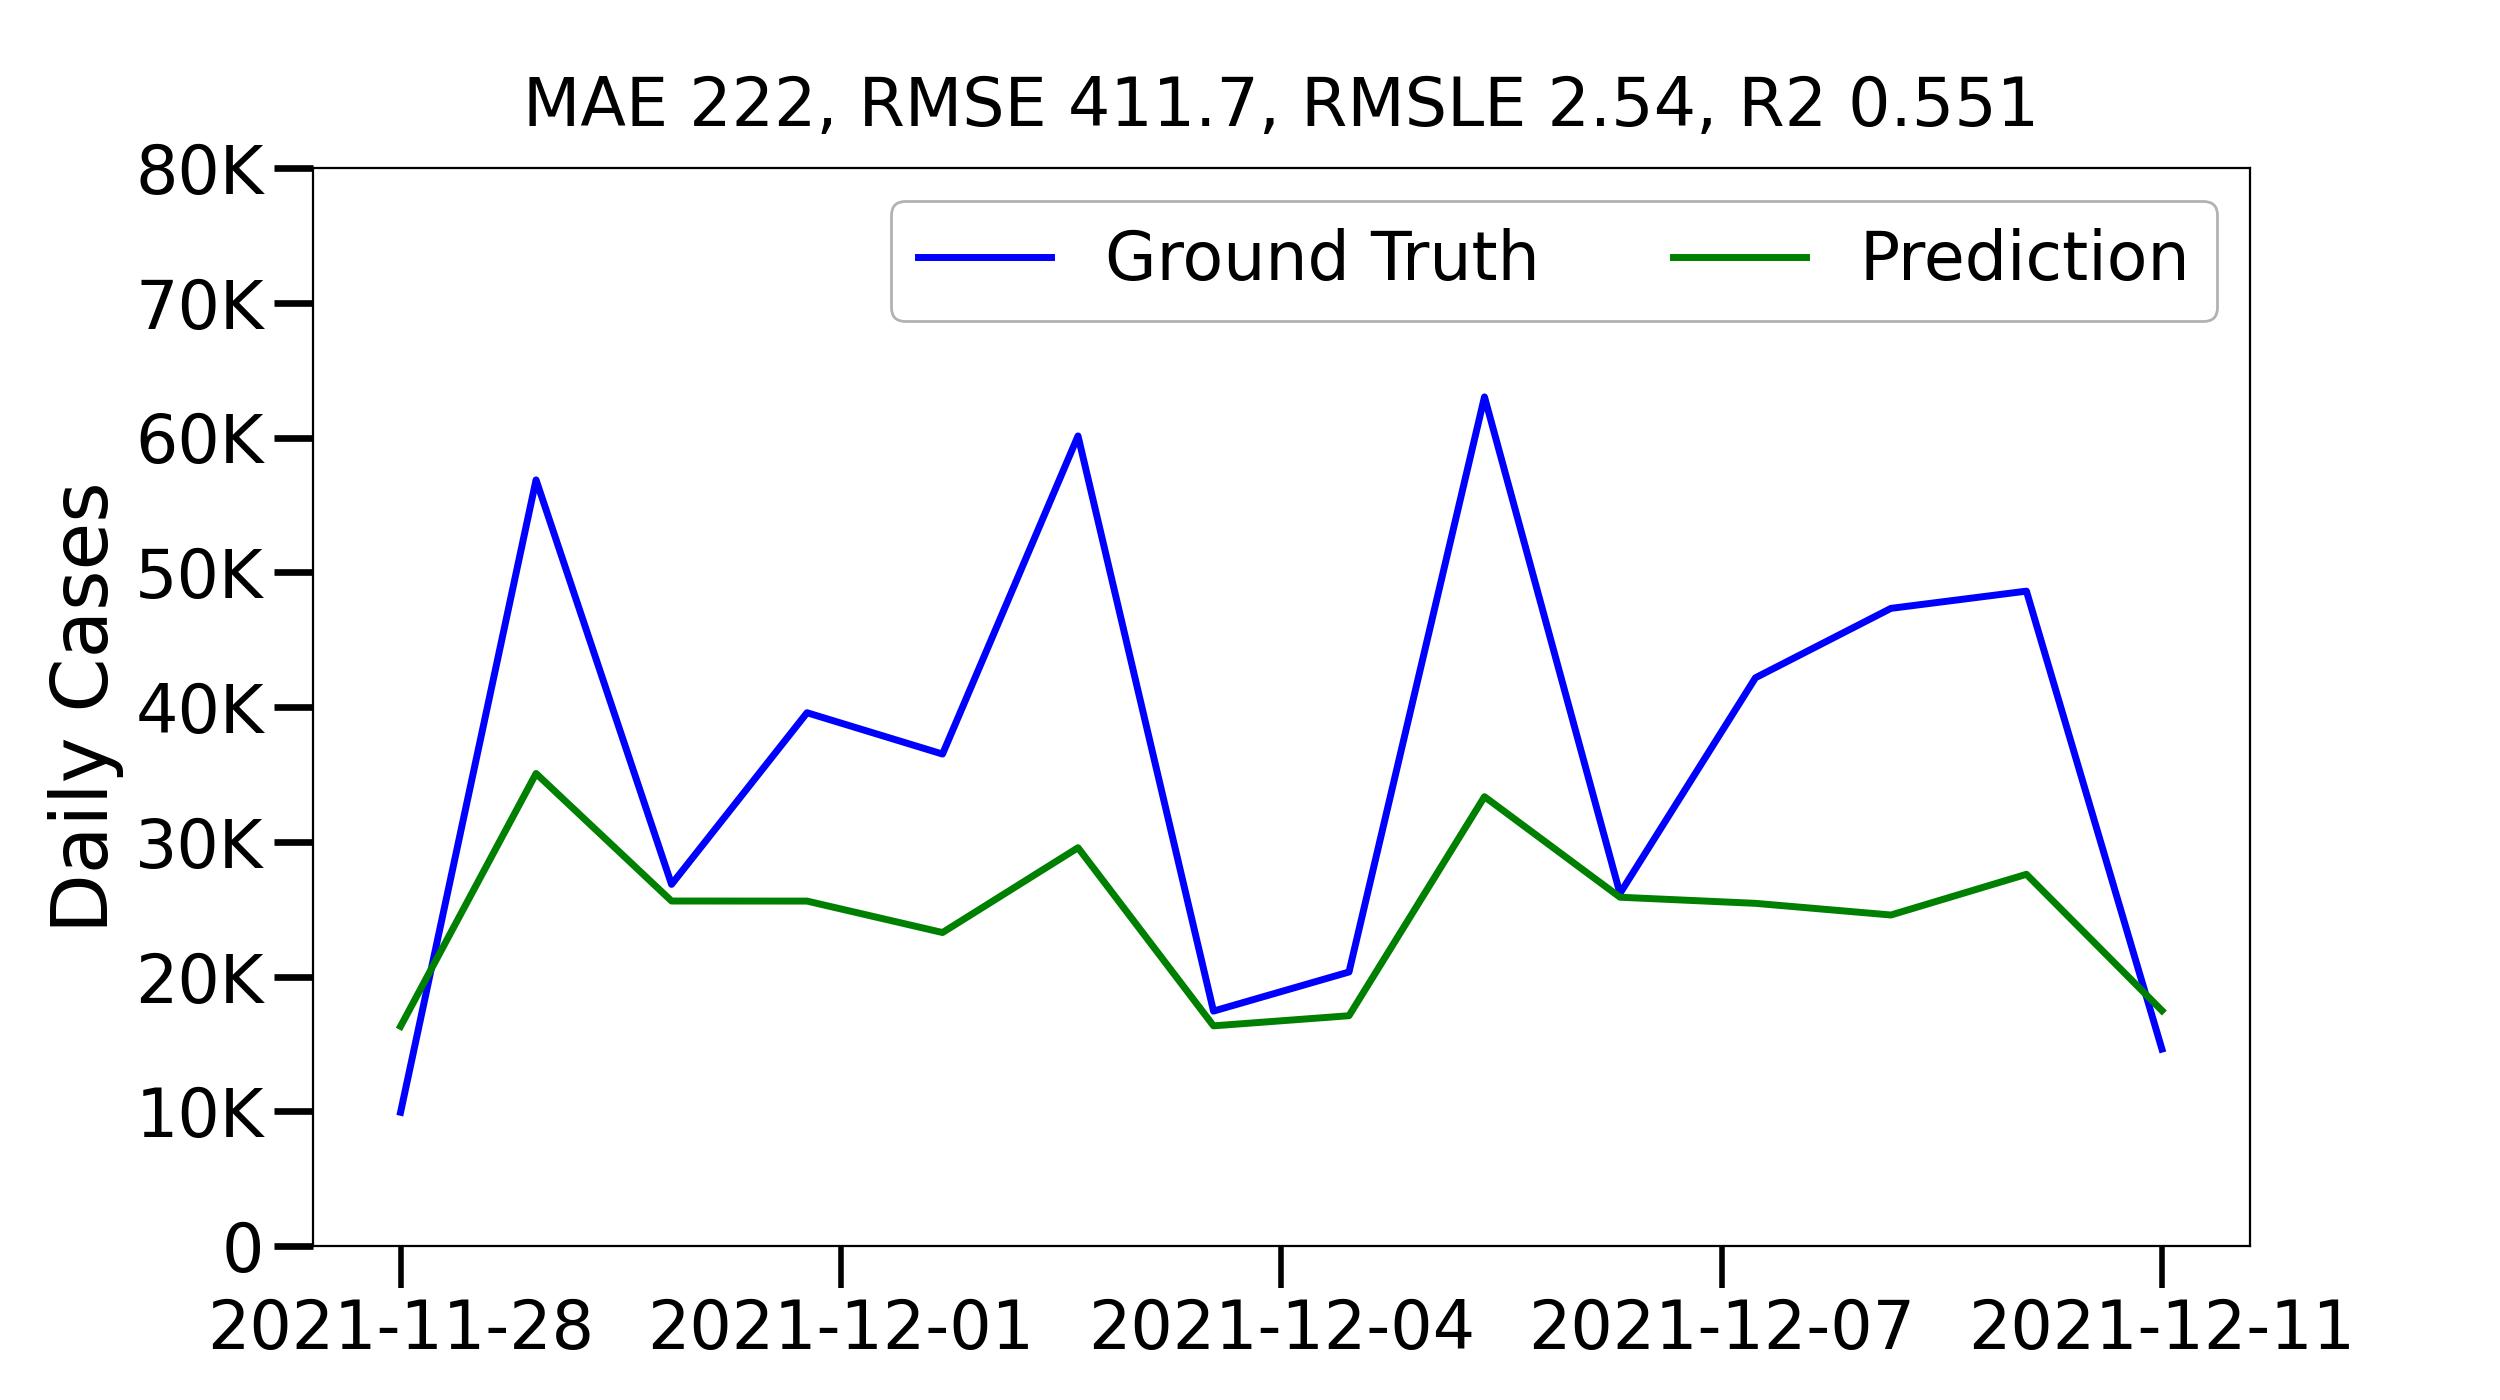 MAE 222, RMSE 411.7, RMSLE 2.54, R2 0.551
Ground Truth Prediction
Daily Cases
80K
70K
60K
50K
40K
30K
20K
10K
0
2021-11-28 2021-12-01 2021-12-04 2021-12-07 2021-12-11